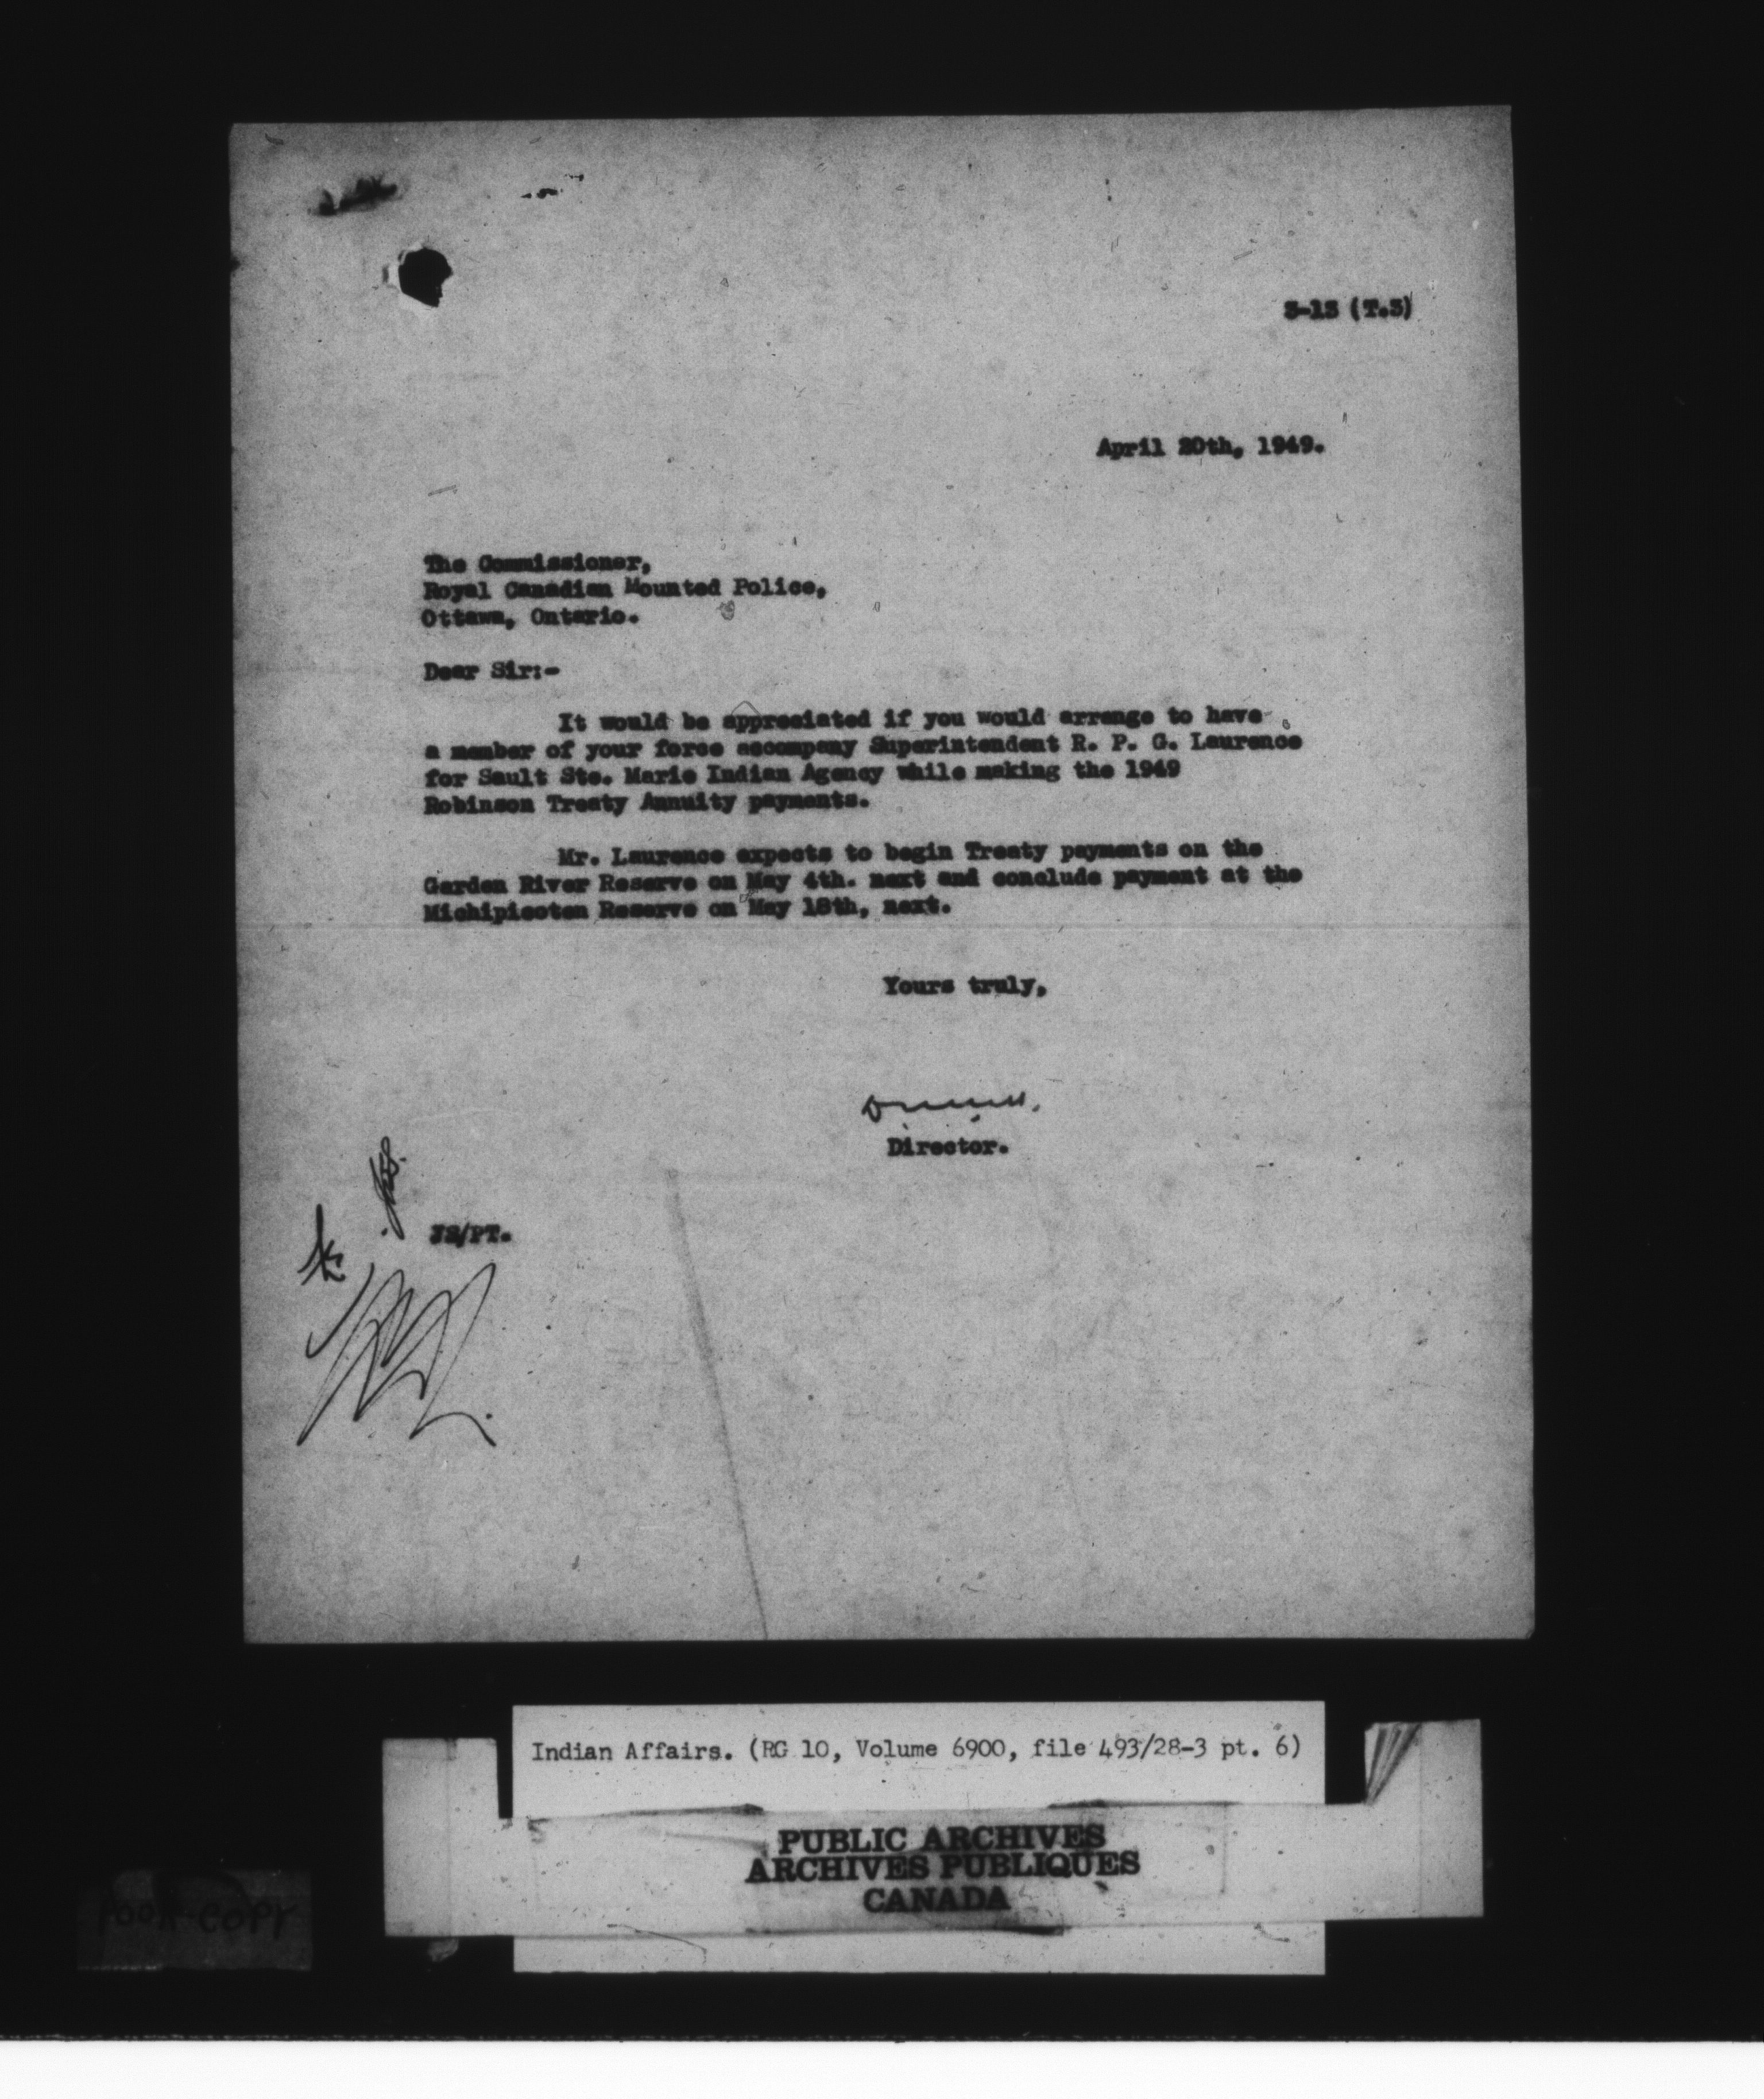 3-13 (T.3)
April 20th, 1949.
The Commissioner,
Royal Canadian Mounted Police,
Ottawa, Ontario.
Dear Sir:-
It would be appreciated if you would arrange to have
a member of your force accompany Superintendent R. P. G. Laurence
for Sault Ste. Marie Indian Agency while making the 1949
Robinson Treaty Annuity payments.
Mr. Laurence expects to begin Treaty payments on the
Garden River Reserve on May 4th. next and conclude payment at the
Michipicoten Reserve on May 18th, next.
Yours truly,
Director.
JS/PT.
Indian Affairs. (RG 10, Volume 6900, file 493/28-3 pt. 6)
PUBLIC ARCHIVES
ARCHIVES PUBLIQUES
CANADA
POOR COPY